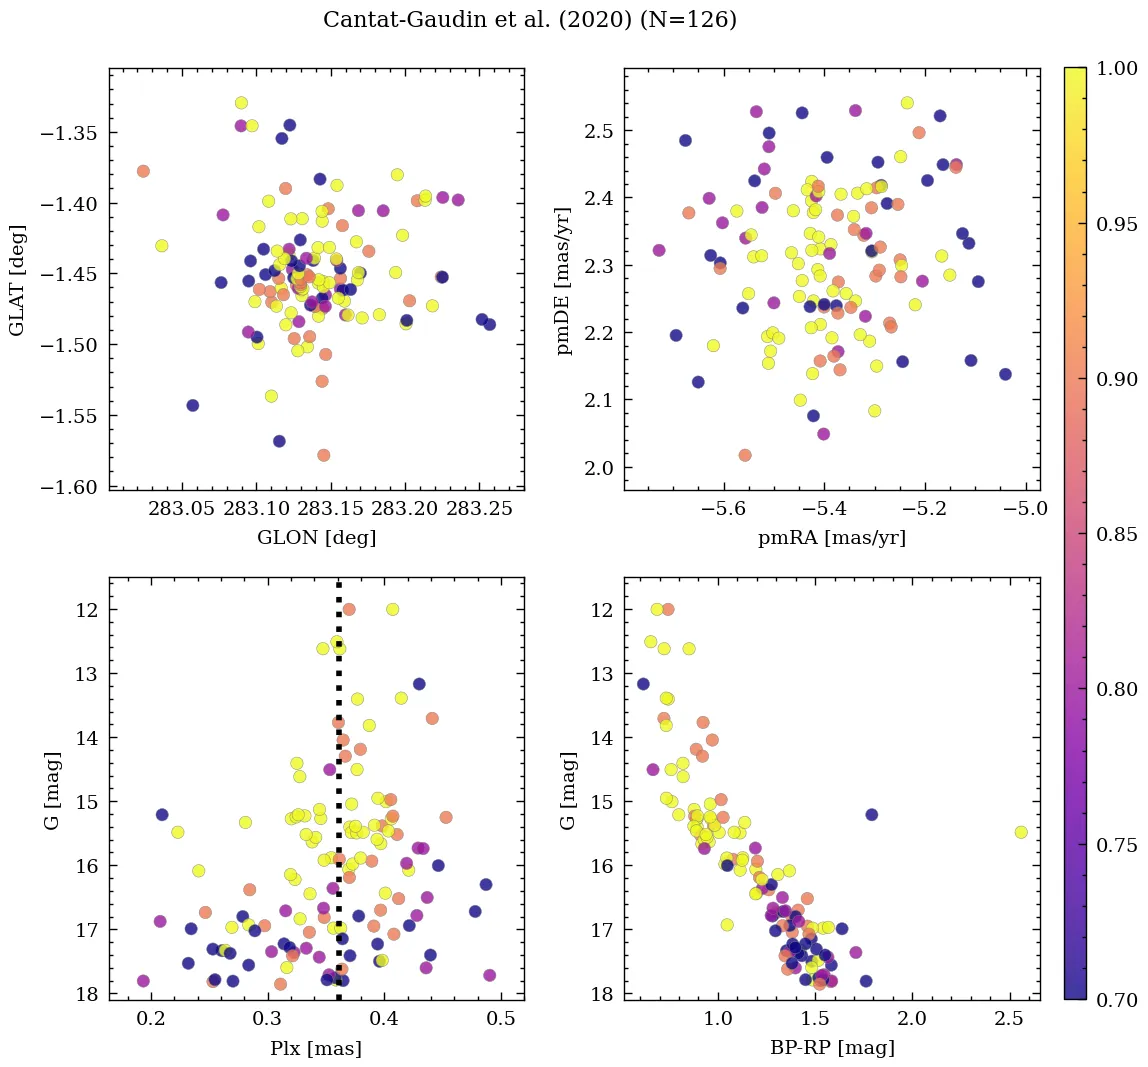 Cantat-Gaudin et al. (2020) (N=126)
−1.35
−1.40
−1.45
−1.50
−1.55
−1.60
GLAT [deg]
283.05 283.10 283.15 283.20 283.25
GLON [deg]
2.5
2.4
2.3
2.2
2.1
2.0
pmDE [mas/yr]
−5.6 −5.4 −5.2 −5.0
pmRA [mas/yr]
12
13
14
15
16
17
18
G [mag]
0.2 0.3 0.4 0.5
Plx [mas]
12
13
14
15
16
17
18
G [mag]
1.0 1.5 2.0 2.5
BP-RP [mag]
1.00
0.95
0.90
0.85
0.80
0.75
0.70